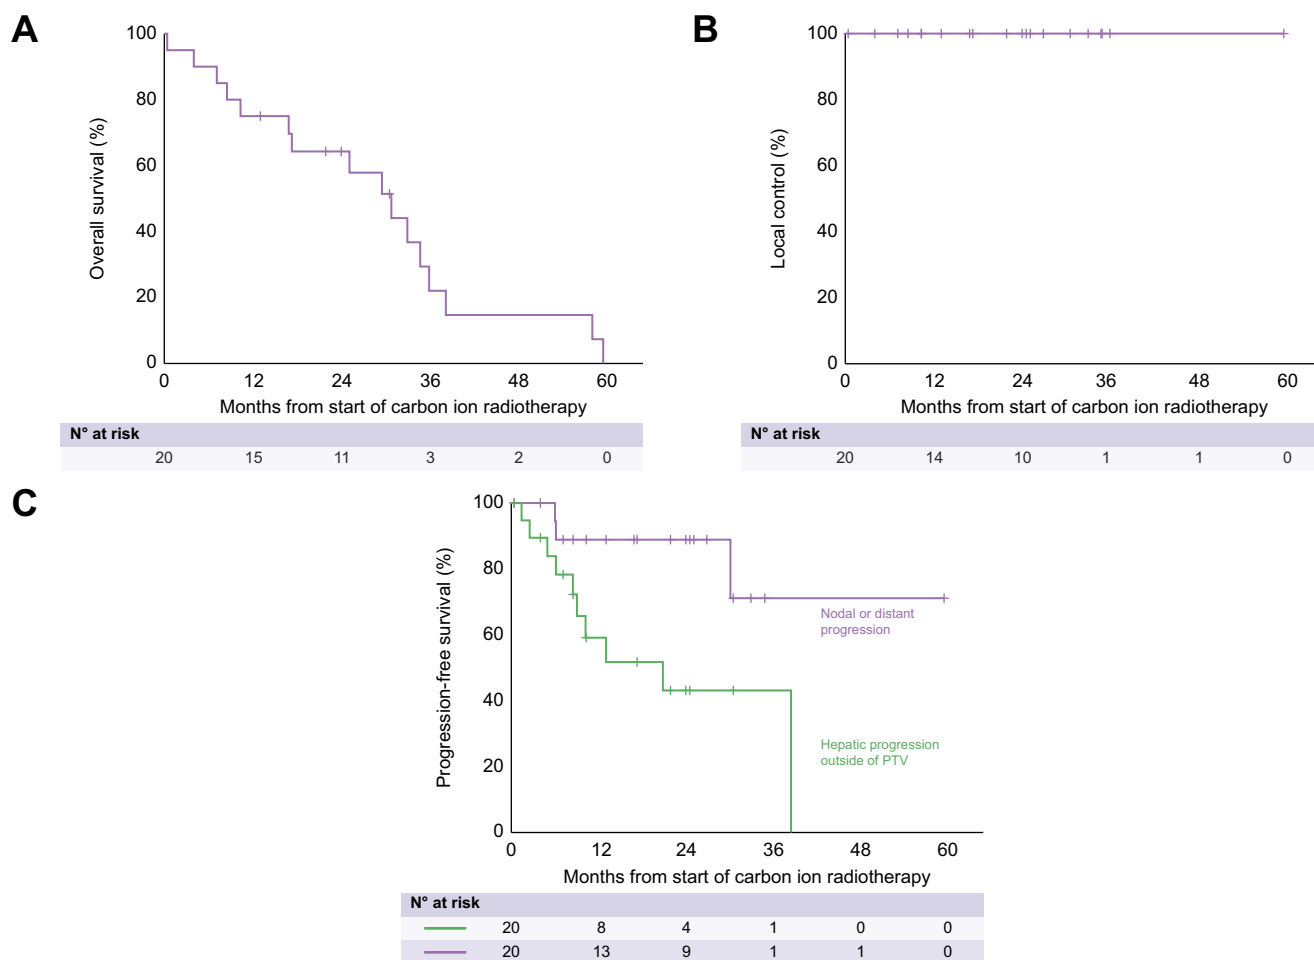 A
100
80
60
40
20
0
Overall survival (%)
0 12 24 36 48 60
Months from start of carbon ion radiotherapy
N° at risk
20 15 11 3 2 0
B
100
80
60
40
20
0
Local control (%)
0 12 24 36 48 60
Months from start of carbon ion radiotherapy
N° at risk
20 14 10 1 1 0
C
100
80
60
40
20
0
Progression-free survival (%)
Nodal or distant
progression
Hepatic progression
outside of PTV
0 12 24 36 48 60
Months from start of carbon ion radiotherapy
N° at risk
20 8 4 1 0 0
20 13 9 1 1 0